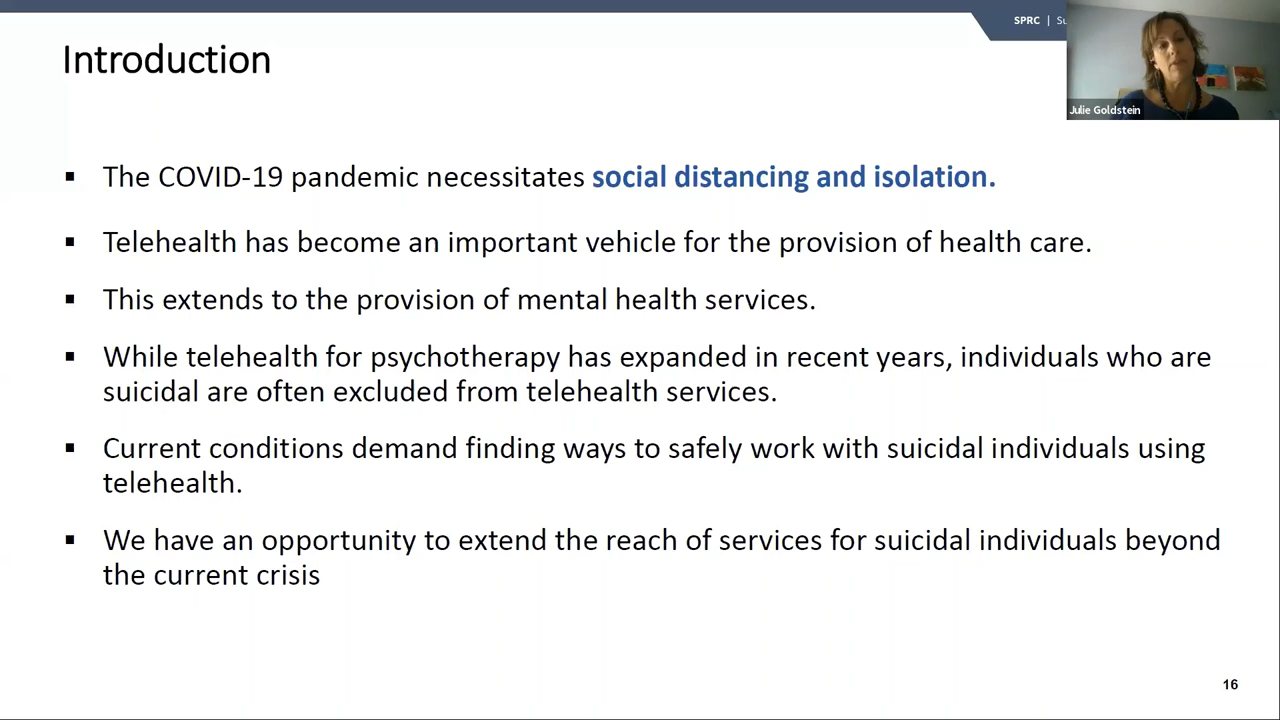 SPRC | Su
Introduction
Julie Goldstein
▪ The COVID-19 pandemic necessitates social distancing and isolation.
▪ Telehealth has become an important vehicle for the provision of health care.
▪ This extends to the provision of mental health services.
▪ While telehealth for psychotherapy has expanded in recent years, individuals who are
suicidal are often excluded from telehealth services.
▪ Current conditions demand finding ways to safely work with suicidal individuals using
telehealth.
▪ We have an opportunity to extend the reach of services for suicidal individuals beyond
the current crisis
16